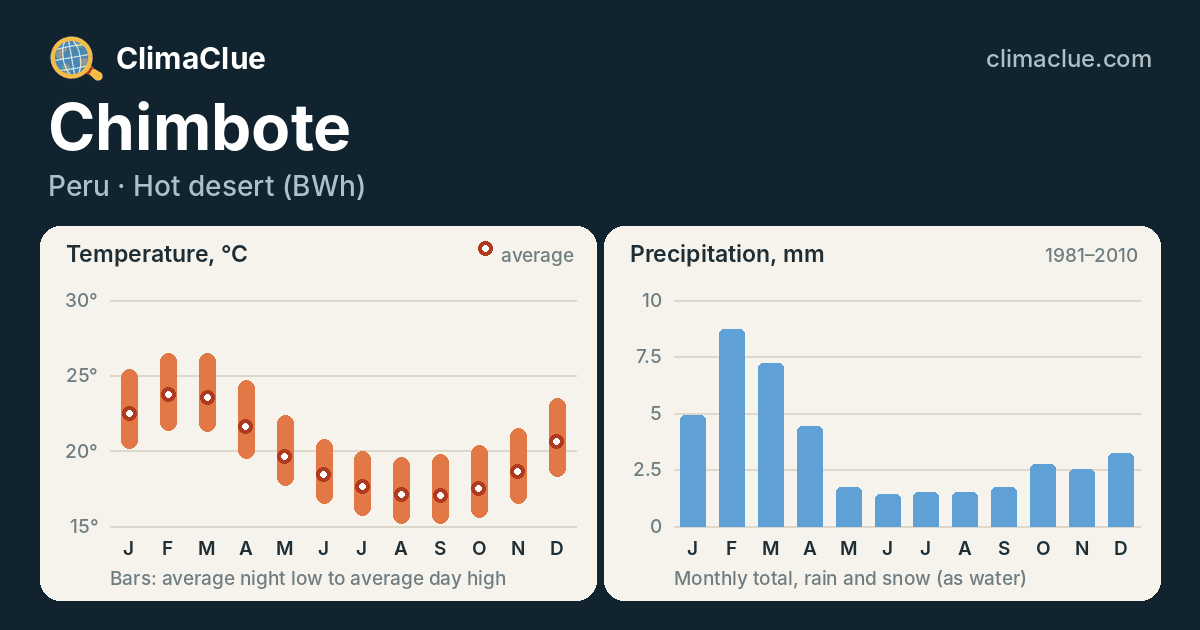 ClimaClue
climaclue.com
Chimbote
Peru · Hot desert (BWh)
Temperature, °C
average
30°
25°
20°
15°
J F M A M J J A S O N D
Bars: average night low to average day high
Precipitation, mm
1981–2010
10
7.5
5
2.5
0
J F M A M J J A S O N D
Monthly total, rain and snow (as water)